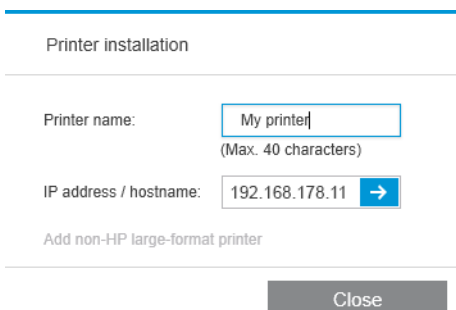 Printer installation
Printer name: My printer
(Max. 40 characters)
IP address / hostname: 192.168.178.11
Add non-HP large-format printer
Close